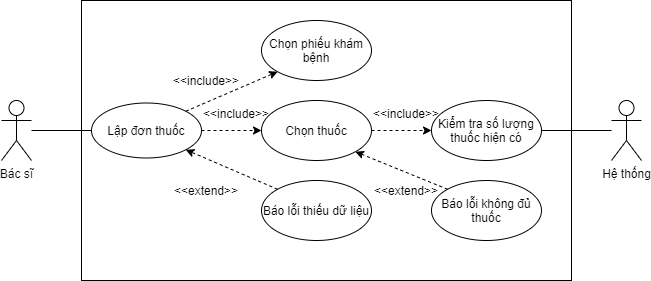 Chọn phiếu khám
bệnh
<<include>>
<<include>>
<<include>>
Lập đơn thuốc
Chọn thuốc
Kiểm tra số lượng
thuốc hiện có
Bác sĩ
Hệ thống
<<extend>>
<<extend>>
Báo lỗi thiếu dữ liệu
Báo lỗi không đủ
thuốc